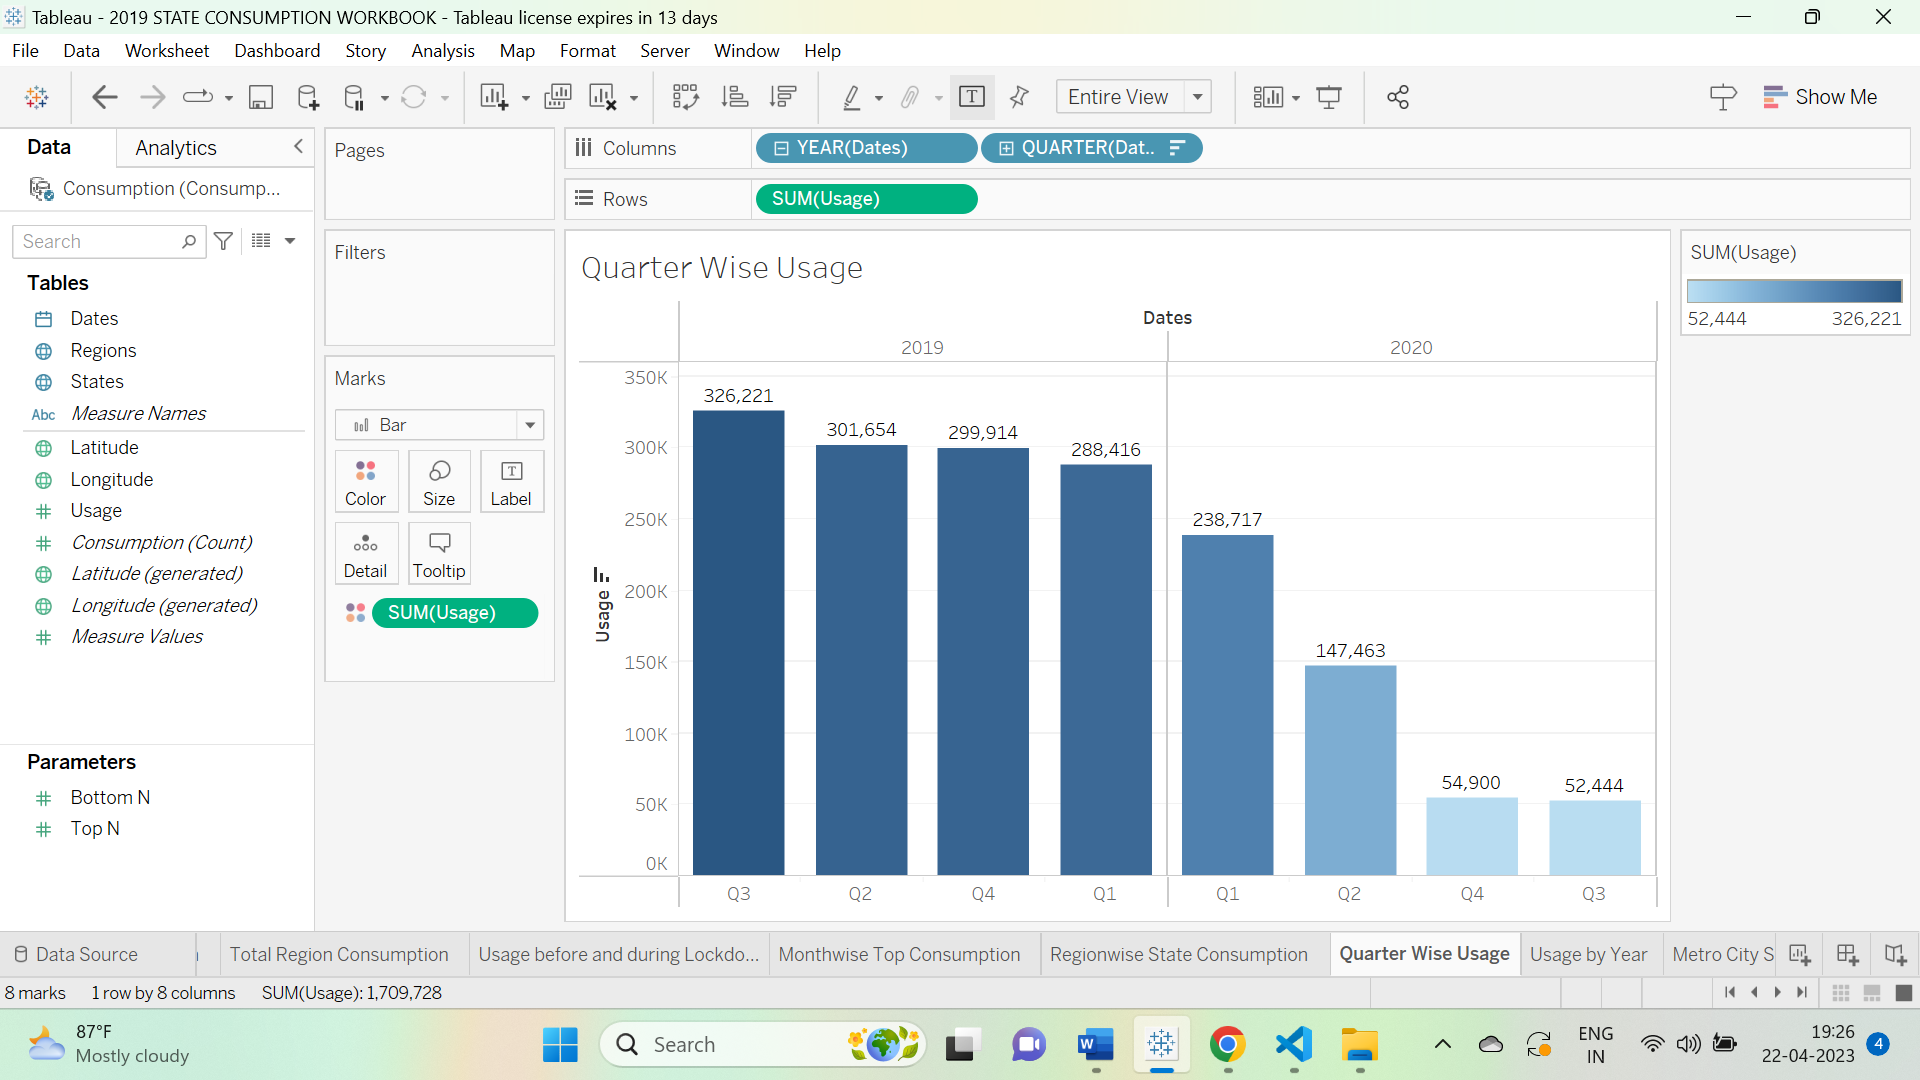 Tableau - 2019 STATE CONSUMPTION WORKBOOK - Tableau license expires in 13 days
File Data Worksheet Dashboard Story Analysis Map Format Server Window Help
Entire View
Show Me
Data Analytics
Consumption (Consump...
Search
Tables
Dates
Regions
States
Abc Measure Names
Latitude
Longitude
Usage
Consumption (Count)
Latitude (generated)
Longitude (generated)
Measure Values
Parameters
Bottom N
Top N
Pages
Filters
Marks
Bar
Color Size Label
Detail Tooltip
SUM(Usage)
Columns YEAR(Dates) QUARTER(Dat..
Rows SUM(Usage)
Quarter Wise Usage
Dates
2019 2020
Usage
350K
300K
250K
200K
150K
100K
50K
0K
326,221
301,654
299,914
288,416
238,717
147,463
54,900
52,444
Q3 Q2 Q4 Q1 Q1 Q2 Q4 Q3
SUM(Usage)
52,444 326,221
Data Source Total Region Consumption Usage before and during Lockdo... Monthwise Top Consumption Regionwise State Consumption Quarter Wise Usage Usage by Year Metro City S
8 marks 1 row by 8 columns SUM(Usage): 1,709,728
87°F
Mostly cloudy
Search
ENG
IN
19:26
22-04-2023
4